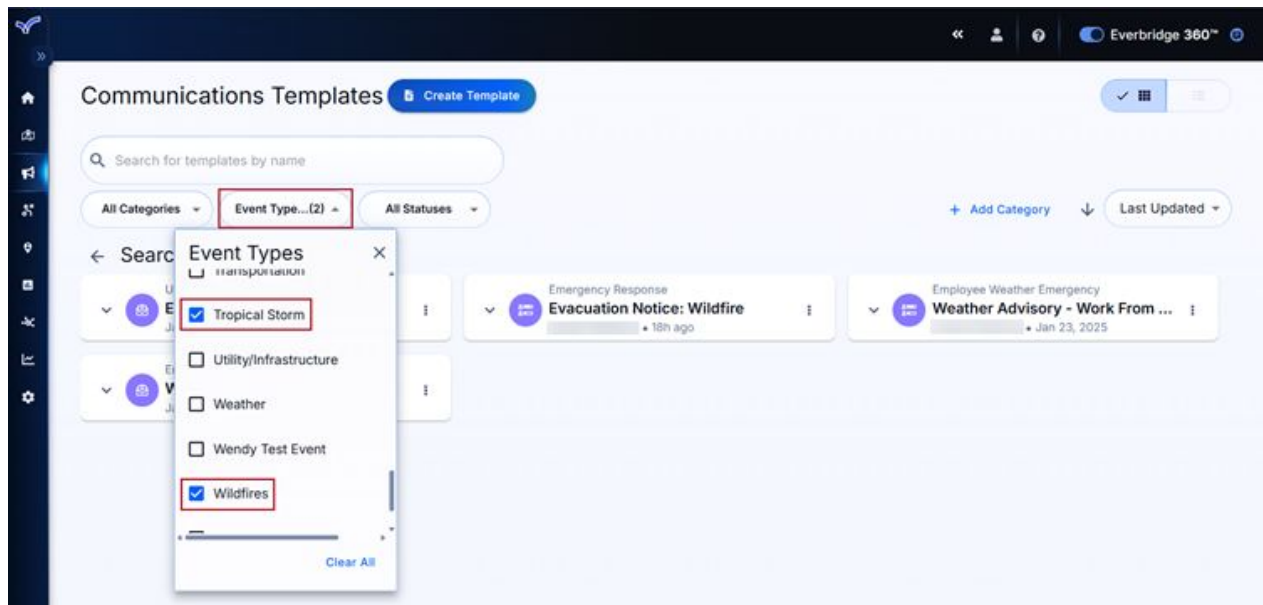 Everbridge 360™
Communications Templates
Create Template
Search for templates by name
All Categories
Event Type...(2)
All Statuses
+ Add Category
Last Updated
Searc
Event Types
Transportation
Tropical Storm
Utility/Infrastructure
Weather
Wendy Test Event
Wildfires
Clear All
Emergency Response
Evacuation Notice: Wildfire
• 18h ago
Employee Weather Emergency
Weather Advisory - Work From ...
• Jan 23, 2025